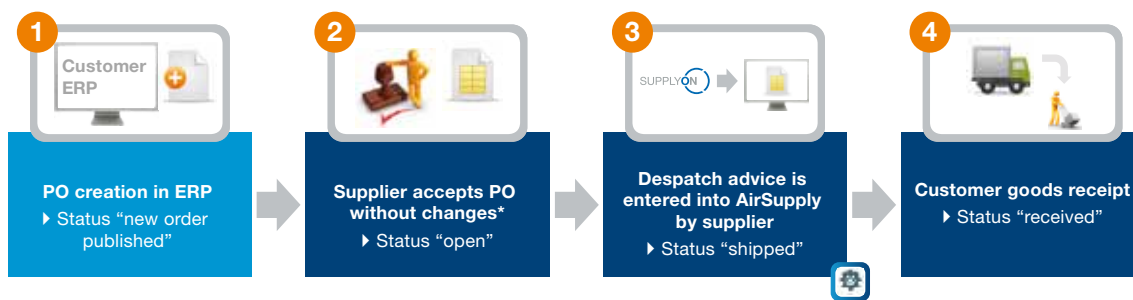 1
Customer
ERP
PO creation in ERP
Status “new order
published”
2
Supplier accepts PO
without changes*
Status “open”
3
SUPPLYON
Despatch advice is
entered into AirSupply
by supplier
Status “shipped”
4
Customer goods receipt
Status “received”